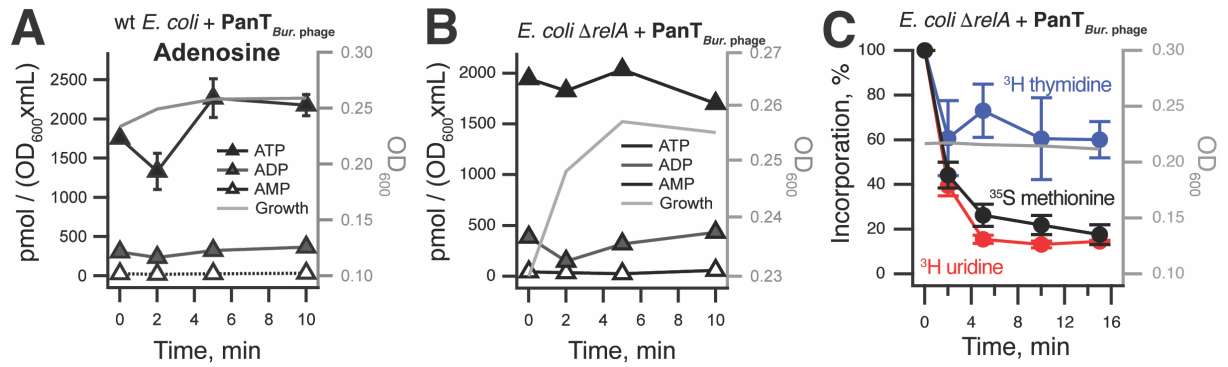 A
wt E. coli + PanT Bur. phage
Adenosine
pmol / (OD600xmL)
2500
2000
1500
1000
500
0
0.30
0.25
0.20
0.15
0.10
OD600
ATP
ADP
AMP
Growth
0 2 4 6 8 10
Time, min
B
E. coli ΔrelA + PanT Bur. phage
pmol / (OD600xmL)
2000
1500
1000
500
0
0.27
0.26
0.25
0.24
0.23
OD600
ATP
ADP
AMP
Growth
0 2 4 6 8 10
Time, min
C
E. coli ΔrelA + PanT Bur. phage
Incorporation, %
100
80
60
40
20
0
0.30
0.25
0.20
0.15
0.10
OD600
³H thymidine
³⁵S methionine
³H uridine
0 4 8 12 16
Time, min